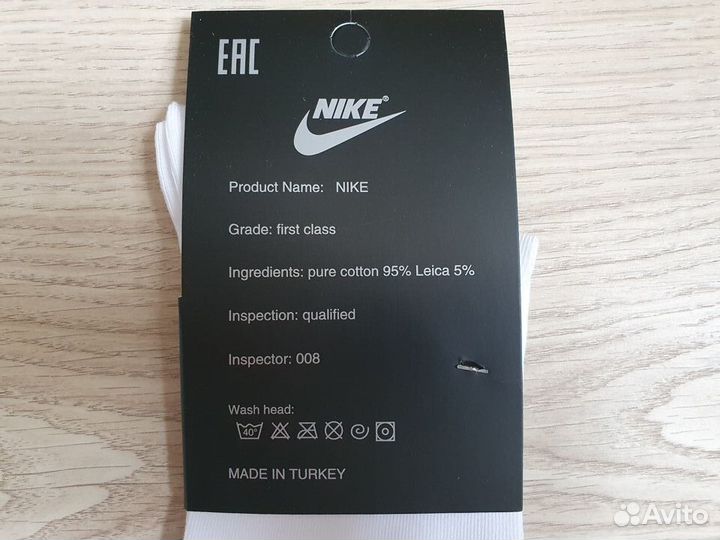 EAC
NIKE®
Product Name: NIKE
Grade: first class
Ingredients: pure cotton 95% Leica 5%
Inspection: qualified
Inspector: 008
Wash head:
40°
MADE IN TURKEY
Avito